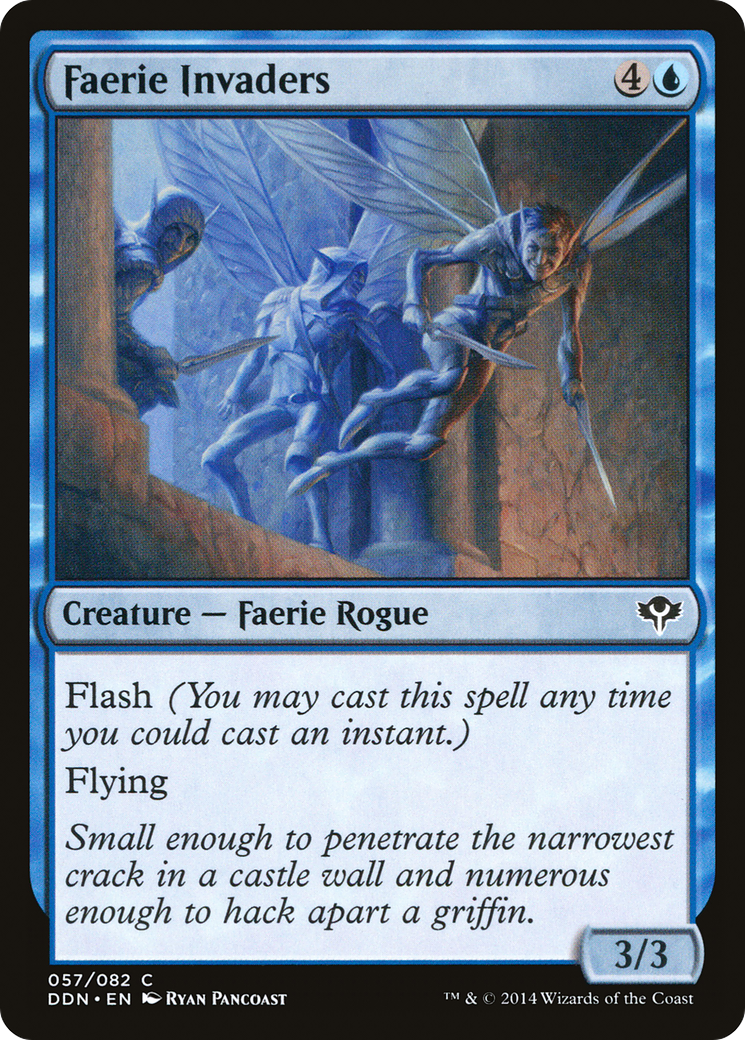 Faerie Invaders 4
Creature — Faerie Rogue
Flash (You may cast this spell any time
you could cast an instant.)
Flying
Small enough to penetrate the narrowest
crack in a castle wall and numerous
enough to hack apart a griffin.
3/3
057/082 C
DDN • EN Ryan Pancoast
™ & © 2014 Wizards of the Coast